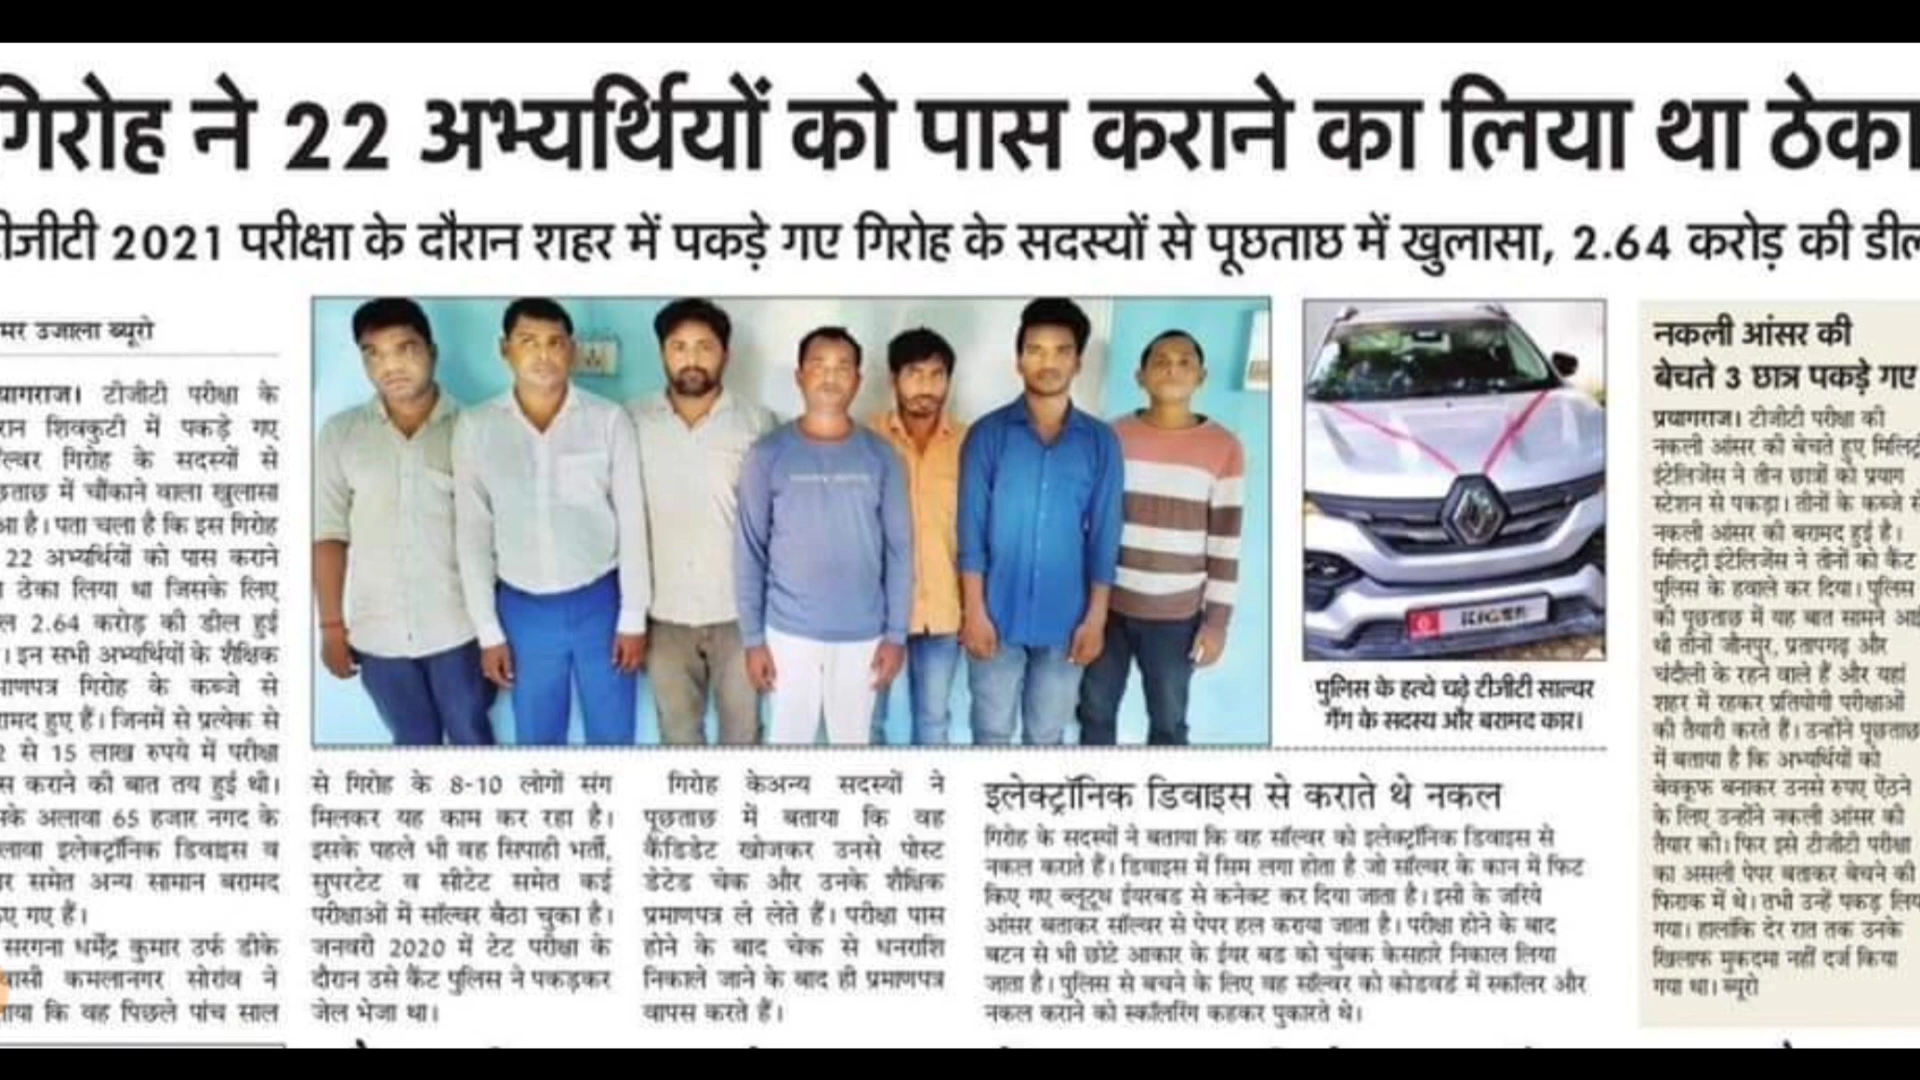 गिरोह ने 22 अभ्यर्थियों को पास कराने का लिया था ठेका
टीजीटी 2021 परीक्षा के दौरान शहर में पकड़े गए गिरोह के सदस्यों से पूछताछ में खुलासा, 2.64 करोड़ की डील
मर उजाला ब्यूरो
यागराज। टीजीटी परीक्षा के
रान शिवकुटी में पकड़े गए
ल्वर गिरोह के सदस्यों से
छताछ में चौंकाने वाला खुलासा
आ है। पता चला है कि इस गिरोह
22 अभ्यर्थियों को पास कराने
ठेका लिया था जिसके लिए
ल 2.64 करोड़ की डील हुई
। इन सभी अभ्यर्थियों के शैक्षिक
माणपत्र गिरोह के कब्जे से
रामद हुए हैं। जिनमें से प्रत्येक से
2 से 15 लाख रुपये में परीक्षा
स कराने की बात तय हुई थी।
सके अलावा 65 हजार नगद के
लावा इलेक्ट्रॉनिक डिवाइस व
र समेत अन्य सामान बरामद
ए गए हैं।
सरगना धर्मेंद्र कुमार उर्फ डीके
वासी कमलानगर सोरांव ने
ताया कि वह पिछले पांच साल
से गिरोह के 8-10 लोगों संग
मिलकर यह काम कर रहा है।
इसके पहले भी वह सिपाही भर्ती,
सुपरटेट व सीटेट समेत कई
परीक्षाओं में सॉल्वर बैठा चुका है।
जनवरी 2020 में टेट परीक्षा के
दौरान उसे कैंट पुलिस ने पकड़कर
जेल भेजा था।
गिरोह केअन्य सदस्यों ने
पूछताछ में बताया कि वह
कैंडिडेट खोजकर उनसे पोस्ट
डेटेड चेक और उनके शैक्षिक
प्रमाणपत्र ले लेते हैं। परीक्षा पास
होने के बाद चेक से धनराशि
निकाले जाने के बाद ही प्रमाणपत्र
वापस करते हैं।
KIGER
पुलिस के हत्थे चढ़े टीजीटी साल्वर
गैंग के सदस्य और बरामद कार।
इलेक्ट्रॉनिक डिवाइस से कराते थे नकल
गिरोह के सदस्यों ने बताया कि वह सॉल्वर को इलेक्ट्रॉनिक डिवाइस से
नकल कराते हैं। डिवाइस में सिम लगा होता है जो सॉल्वर के कान में फिट
किए गए ब्लूटूथ ईयरबड से कनेक्ट कर दिया जाता है। इसी के जरिये
आंसर बताकर सॉल्वर से पेपर हल कराया जाता है। परीक्षा होने के बाद
बटन से भी छोटे आकार के ईयर बड को चुंबक केसहारे निकाल लिया
जाता है। पुलिस से बचने के लिए वह सॉल्वर को कोडवर्ड में स्कॉलर और
नकल कराने को स्कॉलरिंग कहकर पुकारते थे।
नकली आंसर की
बेचते 3 छात्र पकड़े गए
प्रयागराज। टीजीटी परीक्षा की
नकली आंसर की बेचते हुए मिलिट्री
इंटेलिजेंस ने तीन छात्रों को प्रयाग
स्टेशन से पकड़ा। तीनों के कब्जे से
नकली आंसर की बरामद हुई है।
मिलिट्री इंटेलिजेंस ने तीनों को कैंट
पुलिस के हवाले कर दिया। पुलिस
की पूछताछ में यह बात सामने आई
थी तीनों जौनपुर, प्रतापगढ़ और
चंदौली के रहने वाले हैं और यहां
शहर में रहकर प्रतियोगी परीक्षाओं
की तैयारी करते हैं। उन्होंने पूछताछ
में बताया है कि अभ्यर्थियों को
बेवकूफ बनाकर उनसे रुपए ऐंठने
के लिए उन्होंने नकली आंसर की
तैयार की। फिर इसे टीजीटी परीक्षा
का असली पेपर बताकर बेचने की
फिराक में थे। तभी उन्हें पकड़ लिया
गया। हालांकि देर रात तक उनके
खिलाफ मुकदमा नहीं दर्ज किया
गया था। ब्यूरो